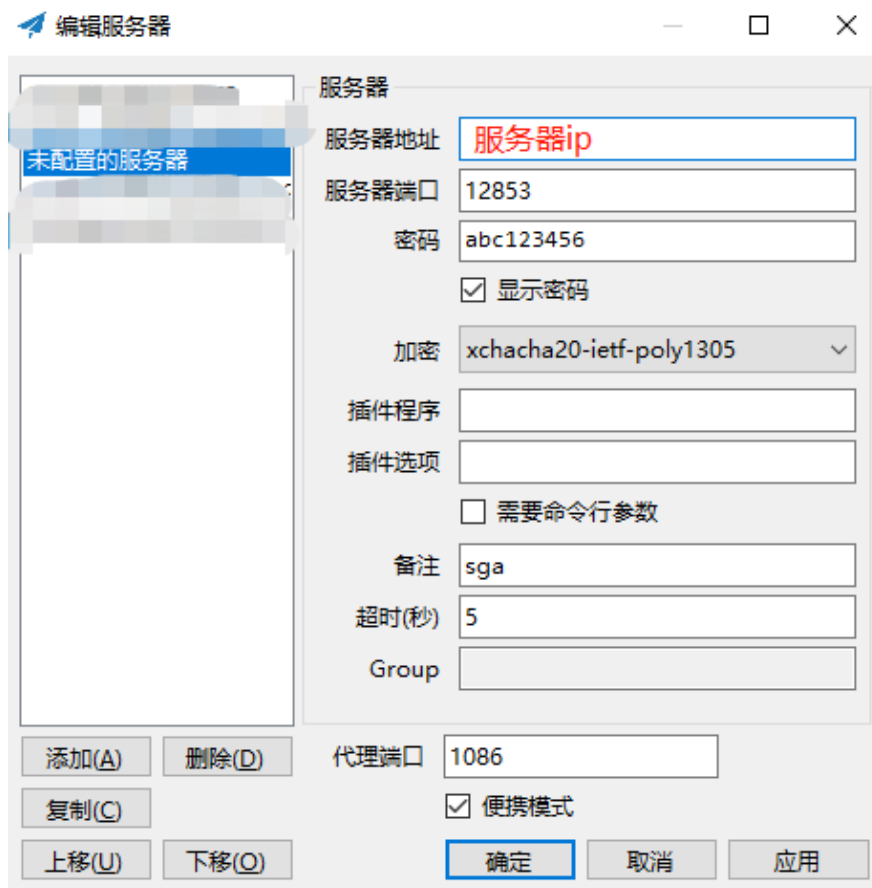 编辑服务器
未配置的服务器
服务器
服务器地址 服务器ip
服务器端口 12853
密码 abc123456
显示密码
加密 xchacha20-ietf-poly1305
插件程序
插件选项
需要命令行参数
备注 sga
超时(秒) 5
Group
添加(A) 删除(D) 代理端口 1086
复制(C) 便携模式
上移(U) 下移(O) 确定 取消 应用